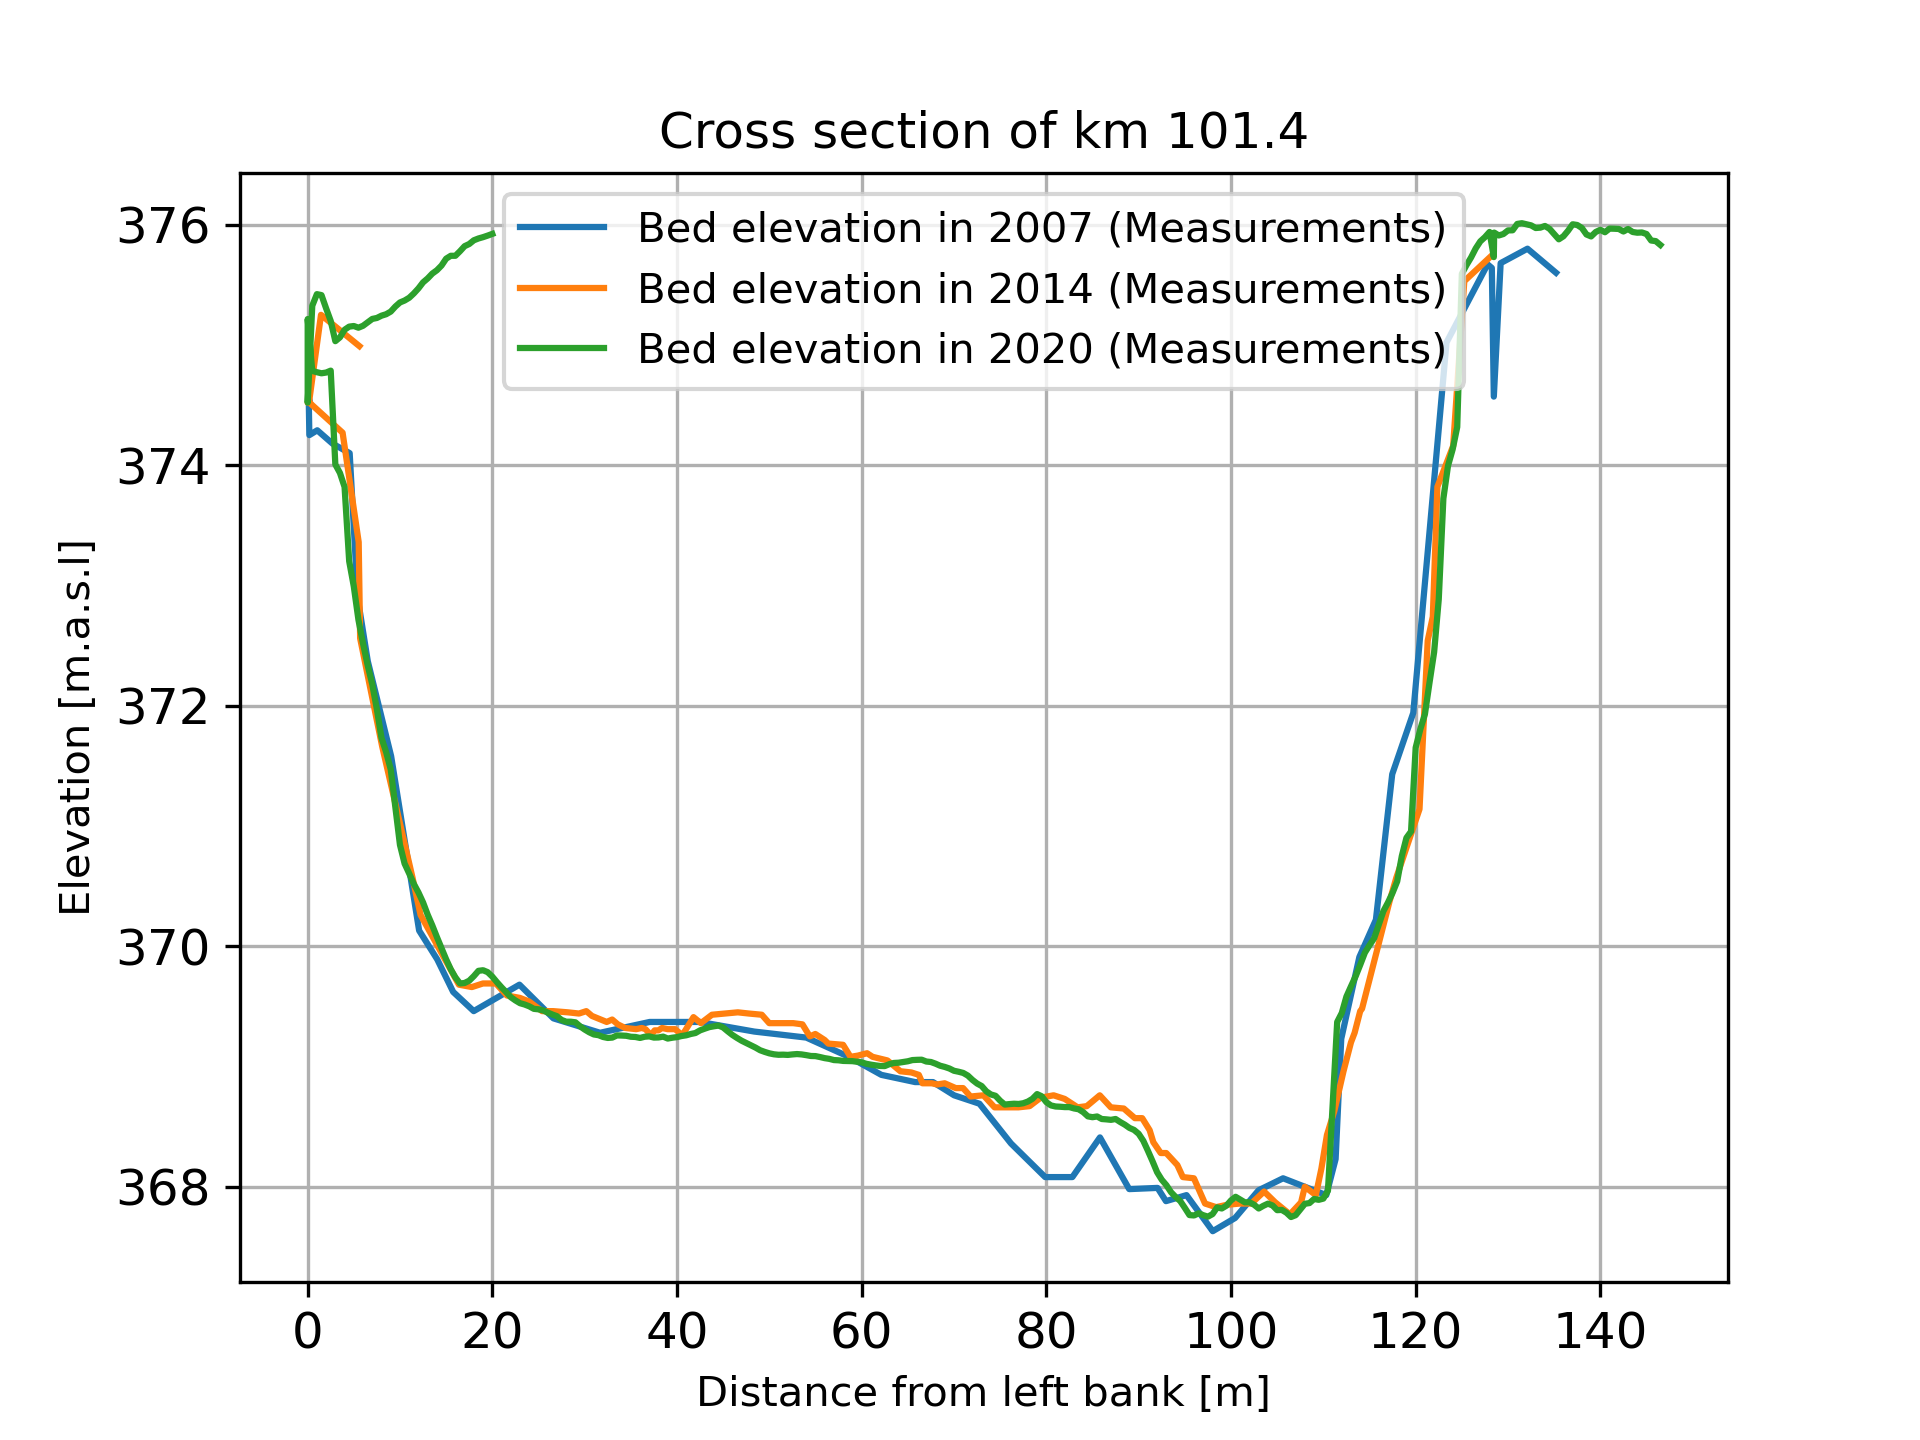 Cross section of km 101.4
Bed elevation in 2007 (Measurements)
Bed elevation in 2014 (Measurements)
Bed elevation in 2020 (Measurements)
376
374
372
370
368
Elevation [m.a.s.l]
0 20 40 60 80 100 120 140
Distance from left bank [m]